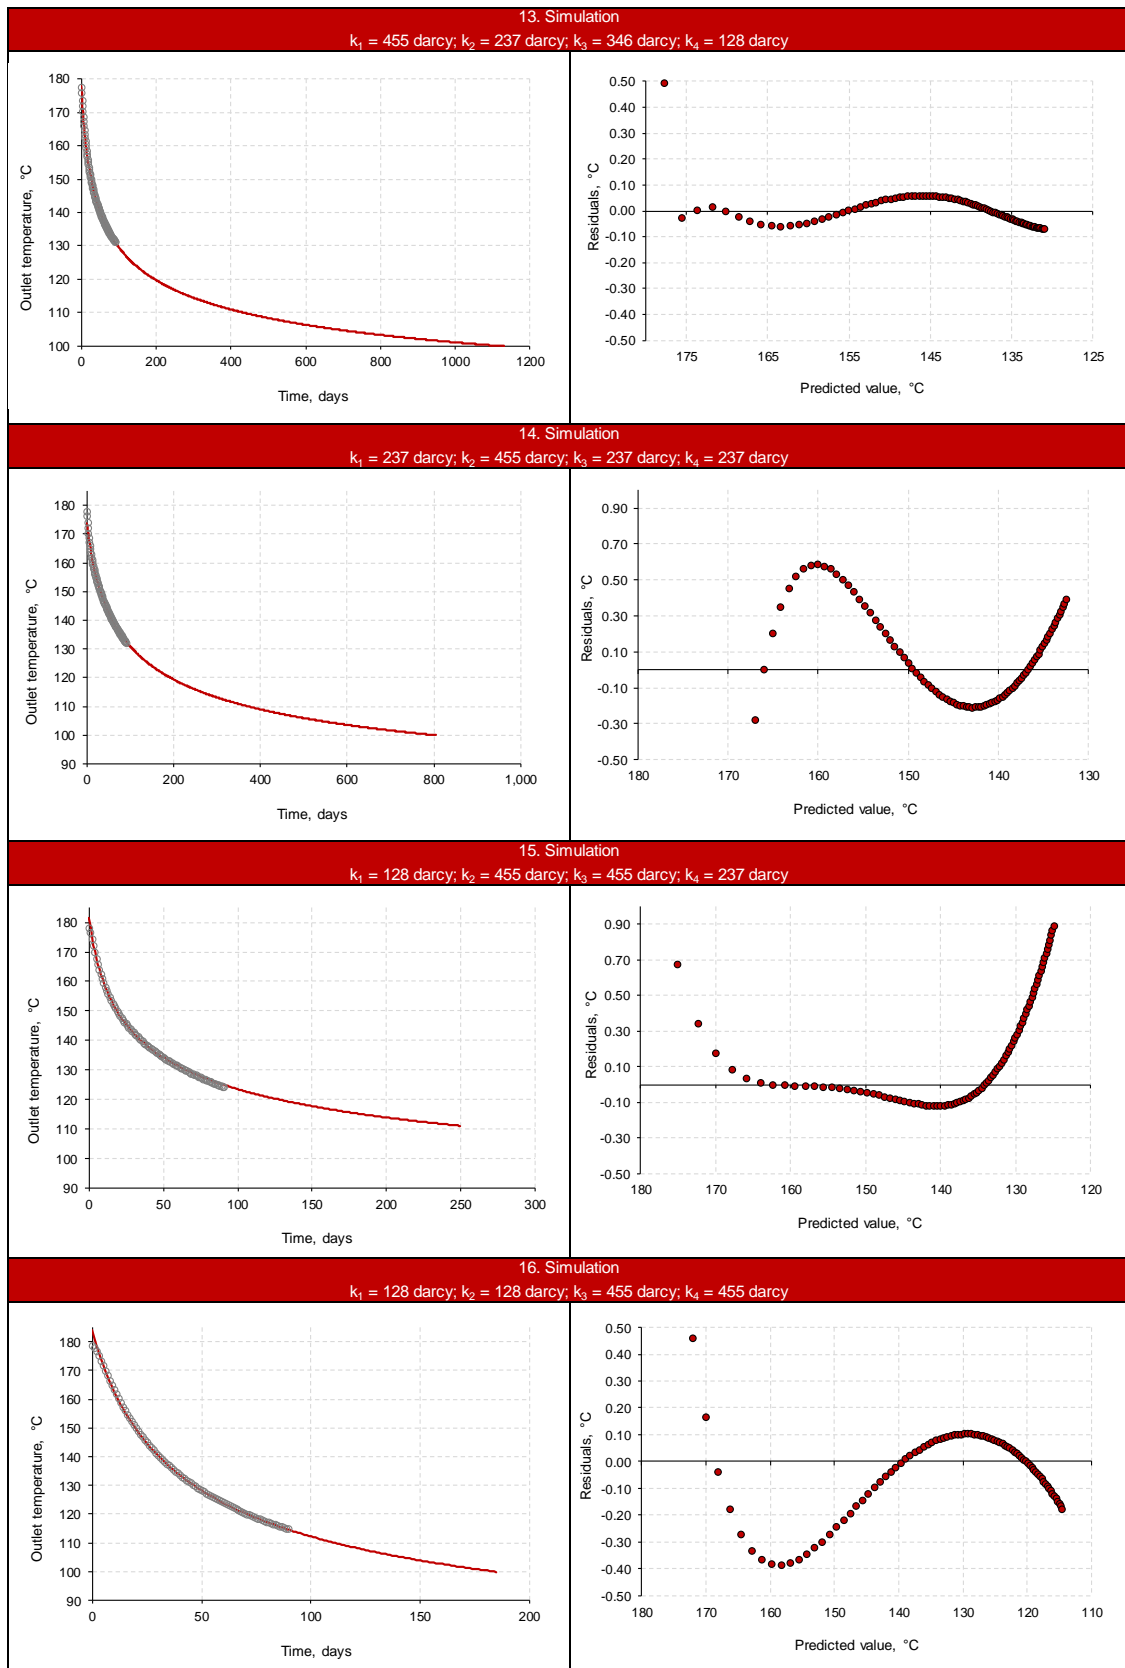 13. Simulation
k₁ = 455 darcy; k₂ = 237 darcy; k₃ = 346 darcy; k₄ = 128 darcy
180
170
160
150
140
130
120
110
100
0 200 400 600 800 1000 1200
Outlet temperature, °C
Time, days
0.50
0.40
0.30
0.20
0.10
0.00
-0.10
-0.20
-0.30
-0.40
-0.50
175 165 155 145 135 125
Residuals, °C
Predicted value, °C
14. Simulation
k₁ = 237 darcy; k₂ = 455 darcy; k₃ = 237 darcy; k₄ = 237 darcy
180
170
160
150
140
130
120
110
100
90
0 200 400 600 800 1,000
Outlet temperature, °C
Time, days
0.90
0.70
0.50
0.30
0.10
-0.10
-0.30
-0.50
180 170 160 150 140 130
Residuals, °C
Predicted value, °C
15. Simulation
k₁ = 128 darcy; k₂ = 455 darcy; k₃ = 455 darcy; k₄ = 237 darcy
180
170
160
150
140
130
120
110
100
90
0 50 100 150 200 250 300
Outlet temperature, °C
Time, days
0.90
0.70
0.50
0.30
0.10
-0.10
-0.30
-0.50
180 170 160 150 140 130 120
Residuals, °C
Predicted value, °C
16. Simulation
k₁ = 128 darcy; k₂ = 128 darcy; k₃ = 455 darcy; k₄ = 455 darcy
180
170
160
150
140
130
120
110
100
90
0 50 100 150 200
Outlet temperature, °C
Time, days
0.50
0.40
0.30
0.20
0.10
0.00
-0.10
-0.20
-0.30
-0.40
-0.50
180 170 160 150 140 130 120 110
Residuals, °C
Predicted value, °C